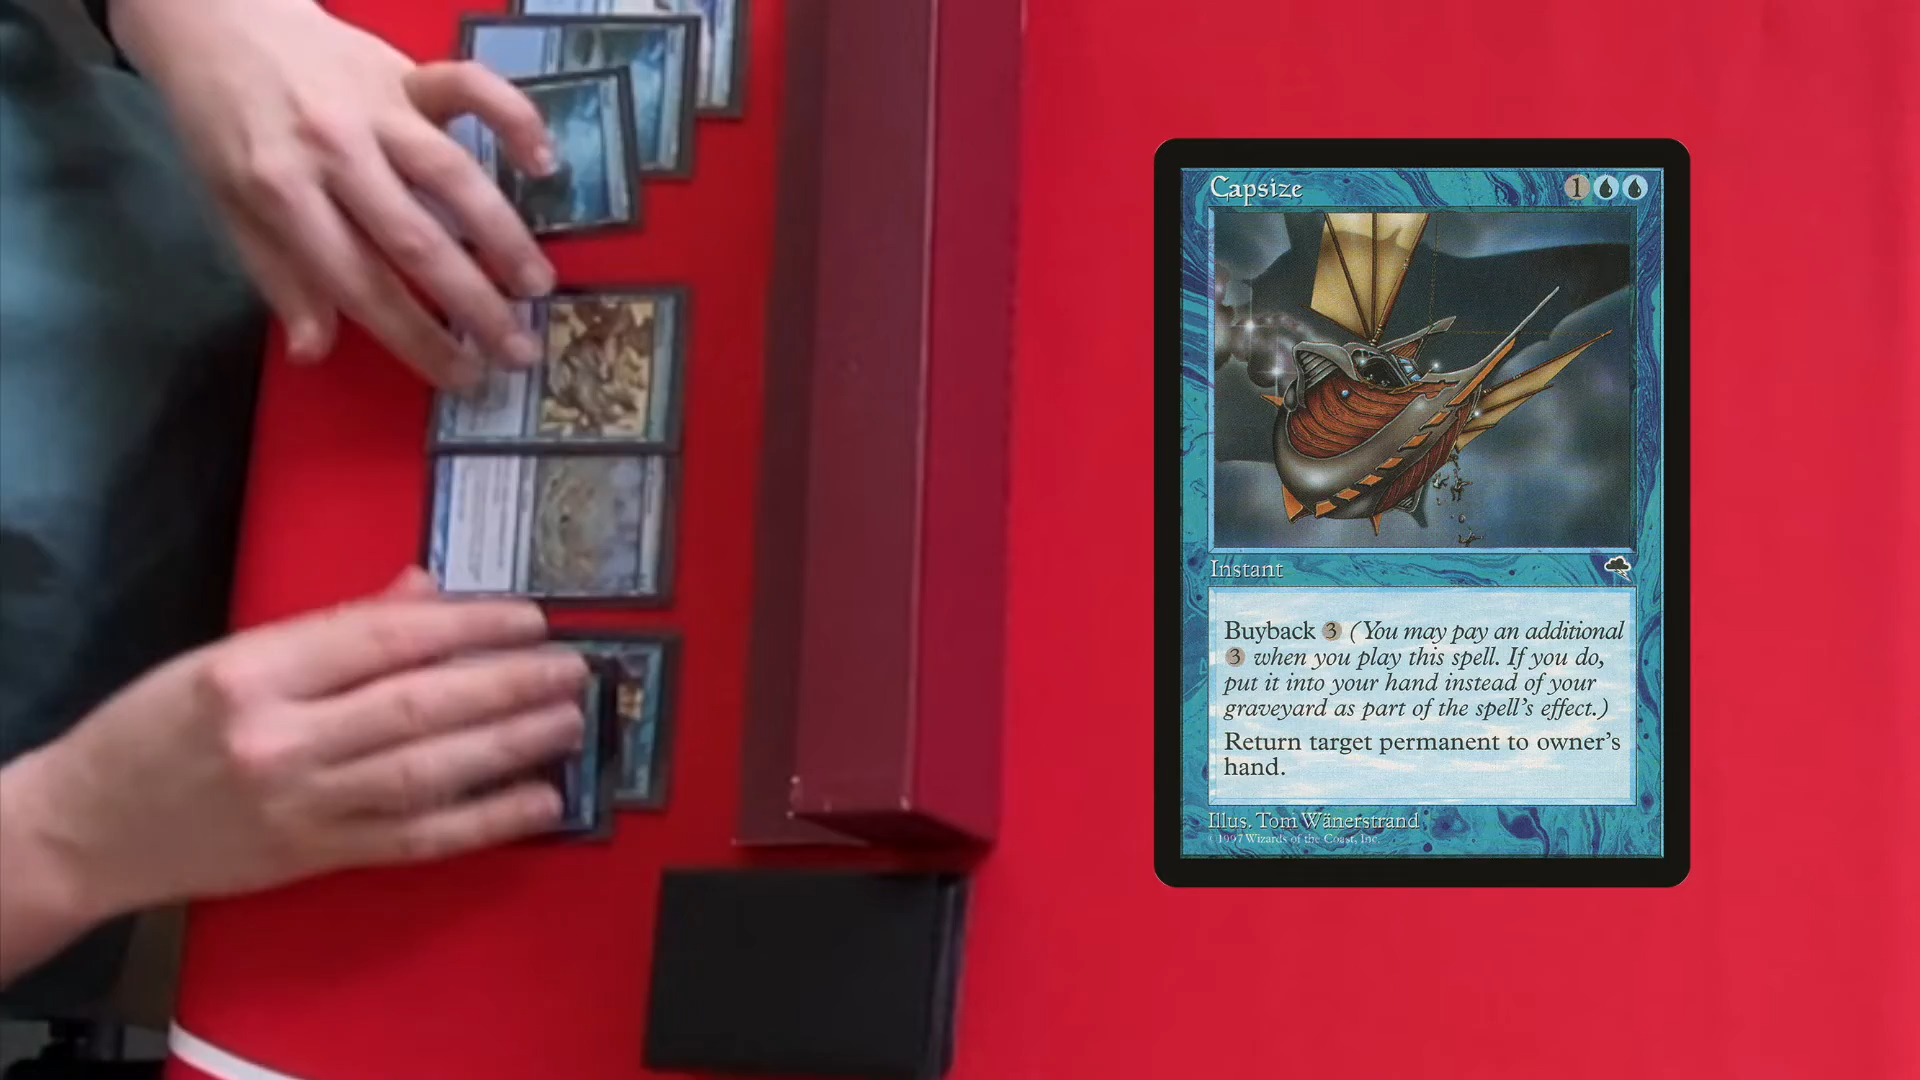 Capsize 1
Instant
Buyback 3 (You may pay an additional
3 when you play this spell. If you do,
put it into your hand instead of your
graveyard as part of the spell's effect.)
Return target permanent to owner's
hand.
Illus. Tom Wänerstrand
©1997 Wizards of the Coast, Inc.